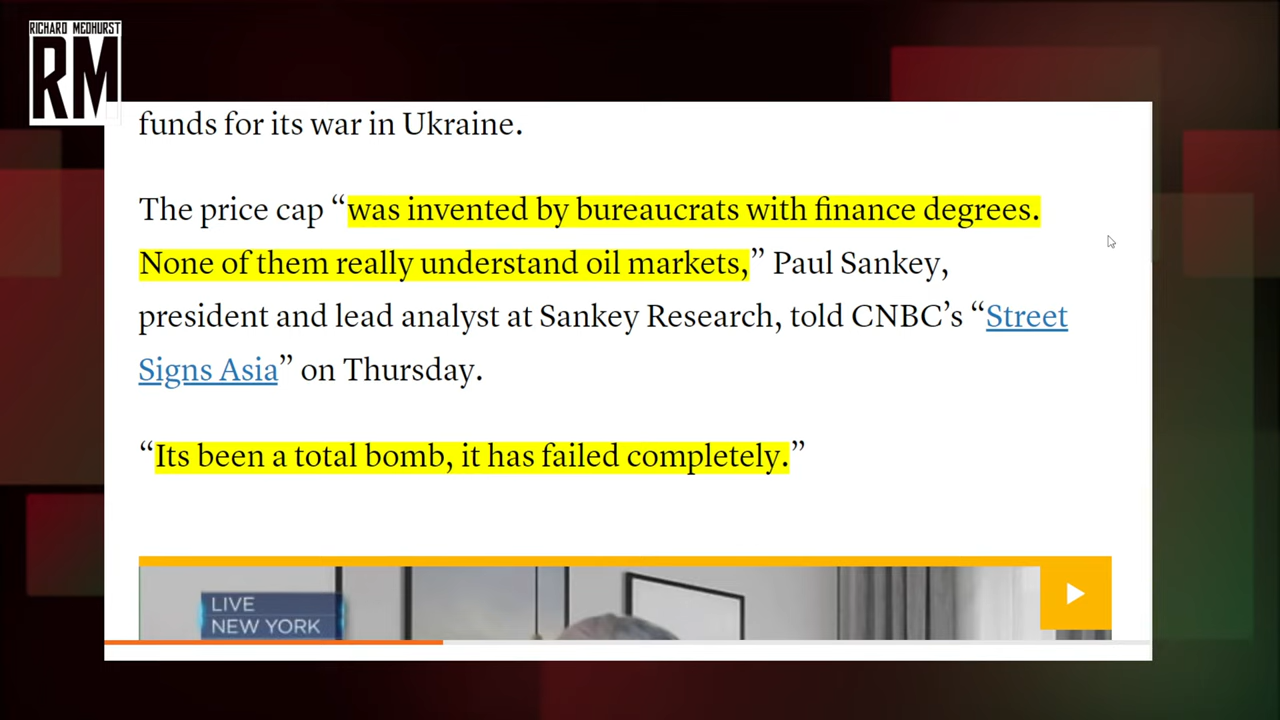 RICHARD MEDHURST
RM
funds for its war in Ukraine.
The price cap “was invented by bureaucrats with finance degrees.
None of them really understand oil markets,” Paul Sankey,
president and lead analyst at Sankey Research, told CNBC’s “Street
Signs Asia” on Thursday.
“Its been a total bomb, it has failed completely.”
LIVE
NEW YORK